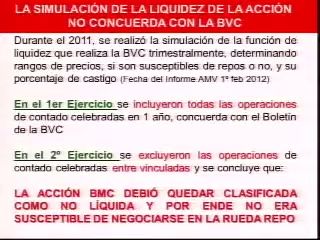 LA SIMULACIÓN DE LA LIQUIDEZ DE LA ACCIÓN
NO CONCUERDA CON LA BVC
Durante el 2011, se realizó la simulación de la función de
liquidez que realiza la BVC trimestralmente, determinando
rangos de precios, si son susceptibles de repos o no, y su
porcentaje de castigo (Fecha del Informe AMV 1º feb 2012)
En el 1er Ejercicio se incluyeron todas las operaciones
de contado celebradas en 1 año, concuerda con el Boletín
de la BVC
En el 2º Ejercicio se excluyeron las operaciones de
contado celebradas entre vinculadas y se concluye que:
LA ACCIÓN BMC DEBIÓ QUEDAR CLASIFICADA
COMO NO LÍQUIDA Y POR ENDE NO ERA
SUSCEPTIBLE DE NEGOCIARSE EN LA RUEDA REPO